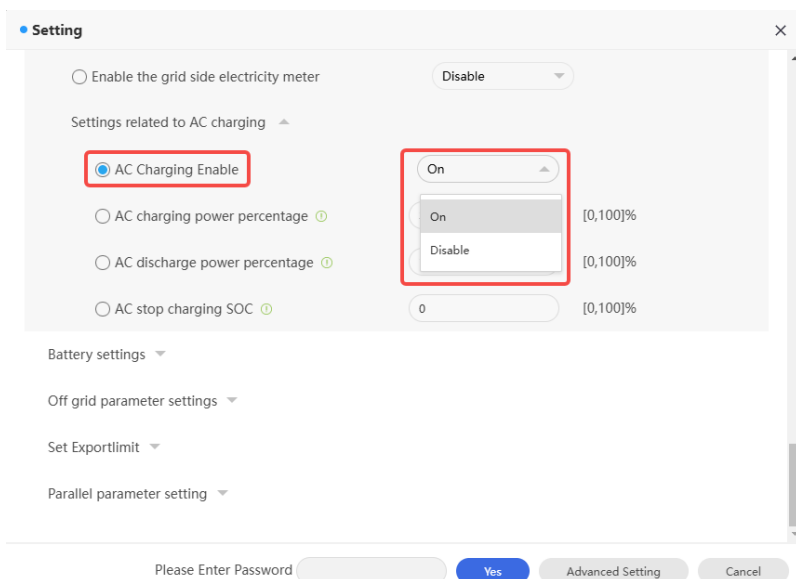 Setting
Enable the grid side electricity meter Disable
Settings related to AC charging
AC Charging Enable On
On
AC charging power percentage [0,100]%
Disable
AC discharge power percentage [0,100]%
AC stop charging SOC 0 [0,100]%
Battery settings
Off grid parameter settings
Set Exportlimit
Parallel parameter setting
Please Enter Password Yes Advanced Setting Cancel